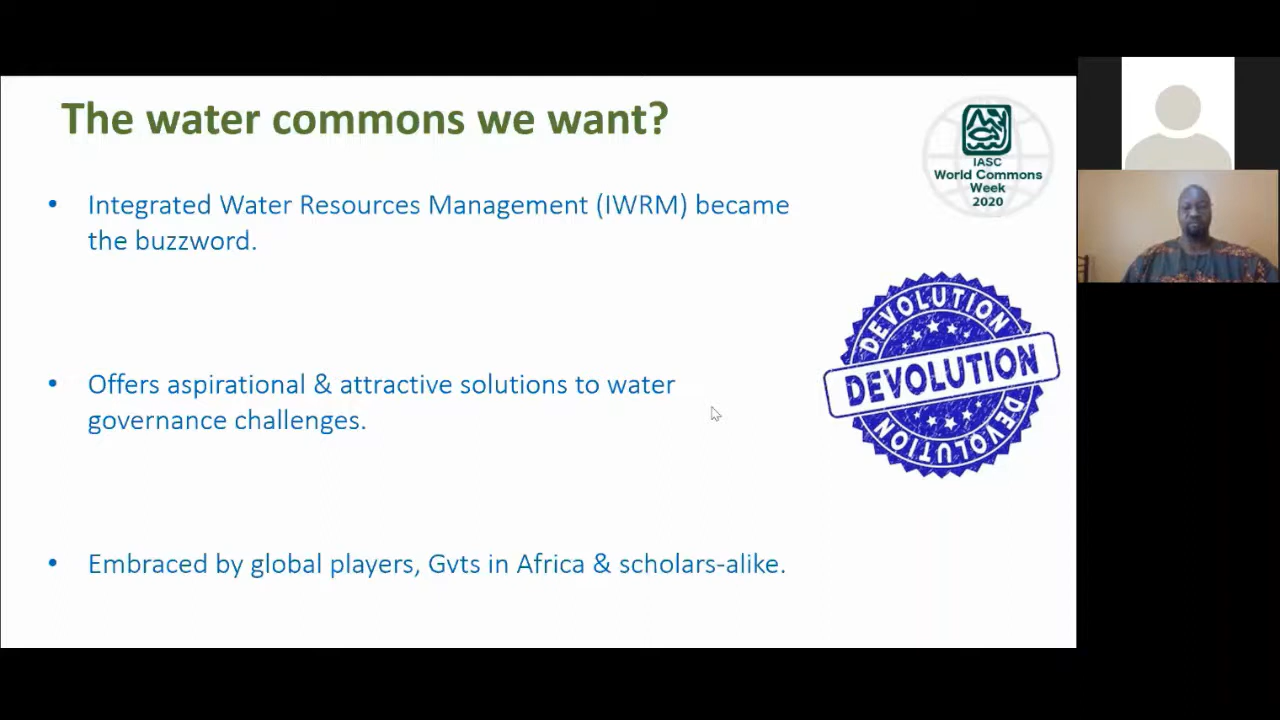 The water commons we want?
IASC
World Commons
Week
2020
• Integrated Water Resources Management (IWRM) became
the buzzword.
DEVOLUTION
DEVOLUTION
DEVOLUTION
DEVOLUTION
• Offers aspirational & attractive solutions to water
governance challenges.
• Embraced by global players, Gvts in Africa & scholars-alike.